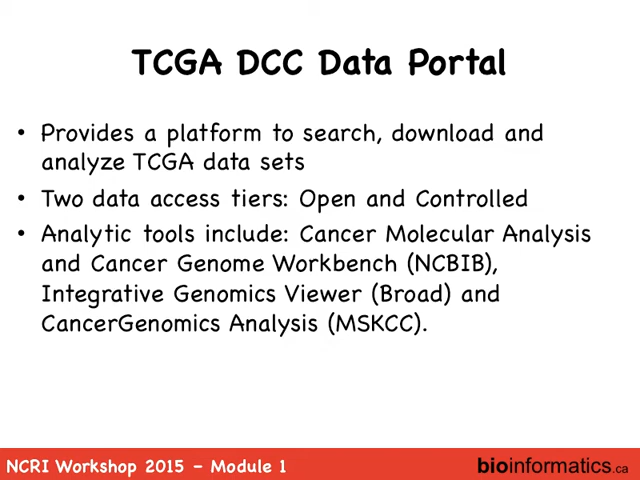 TCGA DCC Data Portal
• Provides a platform to search, download and
analyze TCGA data sets
• Two data access tiers: Open and Controlled
• Analytic tools include: Cancer Molecular Analysis
and Cancer Genome Workbench (NCBIB),
Integrative Genomics Viewer (Broad) and
CancerGenomics Analysis (MSKCC).
NCRI Workshop 2015 – Module 1
bioinformatics.ca